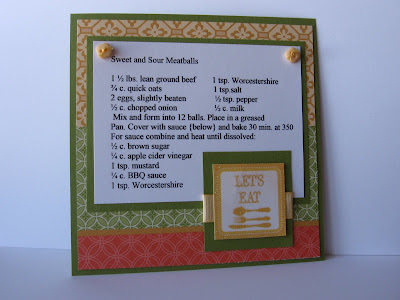 Sweet and Sour Meatballs
1 ½ lbs. lean ground beef 1 tsp. Worcestershire
¾ c. quick oats 1 tsp.salt
2 eggs, slightly beaten ½ tsp. pepper
½ c. chopped onion ½ c. milk
Mix and form into 12 balls. Place in a greased
Pan. Cover with sauce {below} and bake 30 min. at 350
For sauce combine and heat until dissolved:
½ c. brown sugar
¼ c. apple cider vinegar
1 tsp. mustard
¼ c. BBQ sauce
1 tsp. Worcestershire
LET'S
EAT